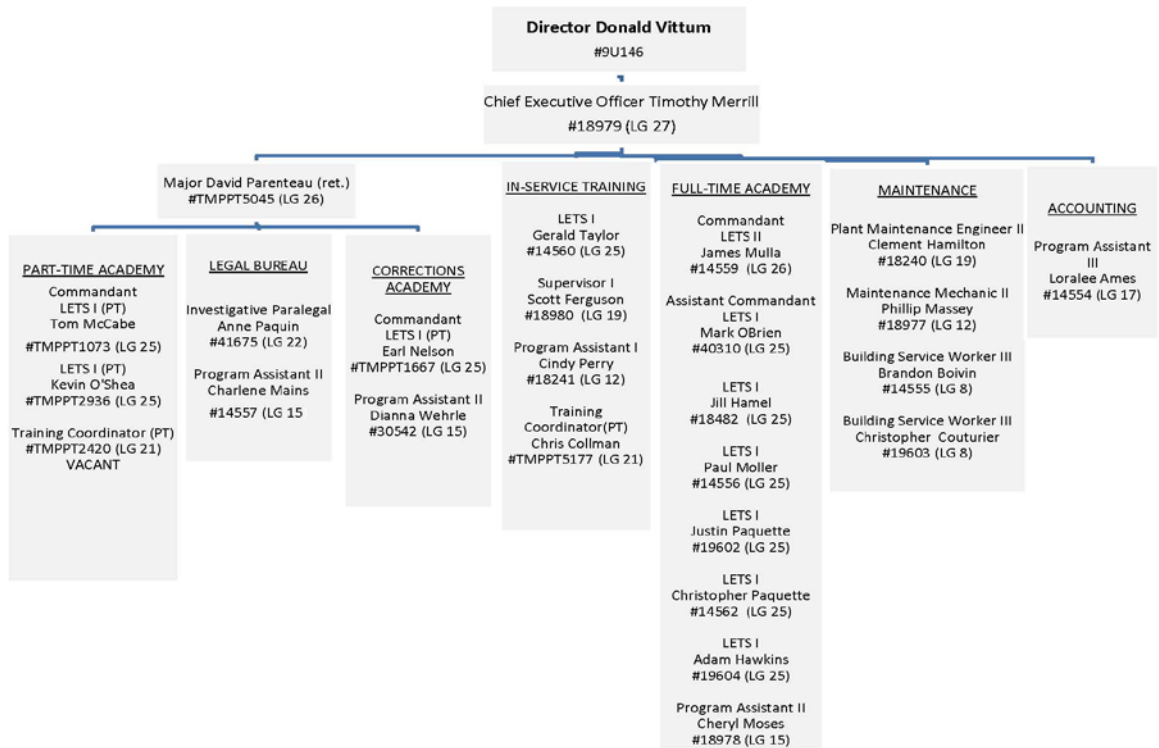 Director Donald Vittum
#9U146
Chief Executive Officer Timothy Merrill
#18979 (LG 27)
Major David Parenteau (ret.)
#TMPPT5045 (LG 26)
PART-TIME ACADEMY
Commandant
LETS I (PT)
Tom McCabe
#TMPPT1073 (LG 25)
LETS I (PT)
Kevin O'Shea
#TMPPT2936 (LG 25)
Training Coordinator (PT)
#TMPPT2420 (LG 21)
VACANT
LEGAL BUREAU
Investigative Paralegal
Anne Paquin
#41675 (LG 22)
Program Assistant II
Charlene Mains
#14557 (LG 15
CORRECTIONS
ACADEMY
Commandant
LETS I (PT)
Earl Nelson
#TMPPT1667 (LG 25)
Program Assistant II
Dianna Wehrle
#30542 (LG 15)
IN-SERVICE TRAINING
LETS I
Gerald Taylor
#14560 (LG 25)
Supervisor I
Scott Ferguson
#18980 (LG 19)
Program Assistant I
Cindy Perry
#18241 (LG 12)
Training
Coordinator(PT)
Chris Collman
#TMPPT5177 (LG 21)
FULL-TIME ACADEMY
Commandant
LETS II
James Mulla
#14559 (LG 26)
Assistant Commandant
LETS I
Mark OBrien
#40310 (LG 25)
LETS I
Jill Hamel
#18482 (LG 25)
LETS I
Paul Moller
#14556 (LG 25)
LETS I
Justin Paquette
#19602 (LG 25)
LETS I
Christopher Paquette
#14562 (LG 25)
LETS I
Adam Hawkins
#19604 (LG 25)
Program Assistant II
Cheryl Moses
#18978 (LG 15)
MAINTENANCE
Plant Maintenance Engineer II
Clement Hamilton
#18240 (LG 19)
Maintenance Mechanic II
Phillip Massey
#18977 (LG 12)
Building Service Worker III
Brandon Boivin
#14555 (LG 8)
Building Service Worker III
Christopher Couturier
#19603 (LG 8)
ACCOUNTING
Program Assistant
III
Loralee Ames
#14554 (LG 17)